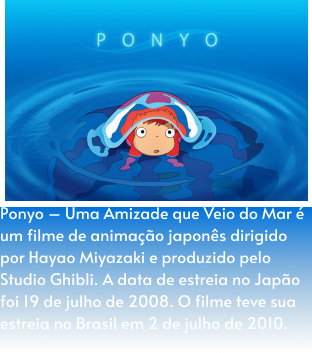 PONYO
Ponyo – Uma Amizade que Veio do Mar é
um filme de animação japonês dirigido
por Hayao Miyazaki e produzido pelo
Studio Ghibli. A data de estreia no Japão
foi 19 de julho de 2008. O filme teve sua
estreia no Brasil em 2 de julho de 2010.